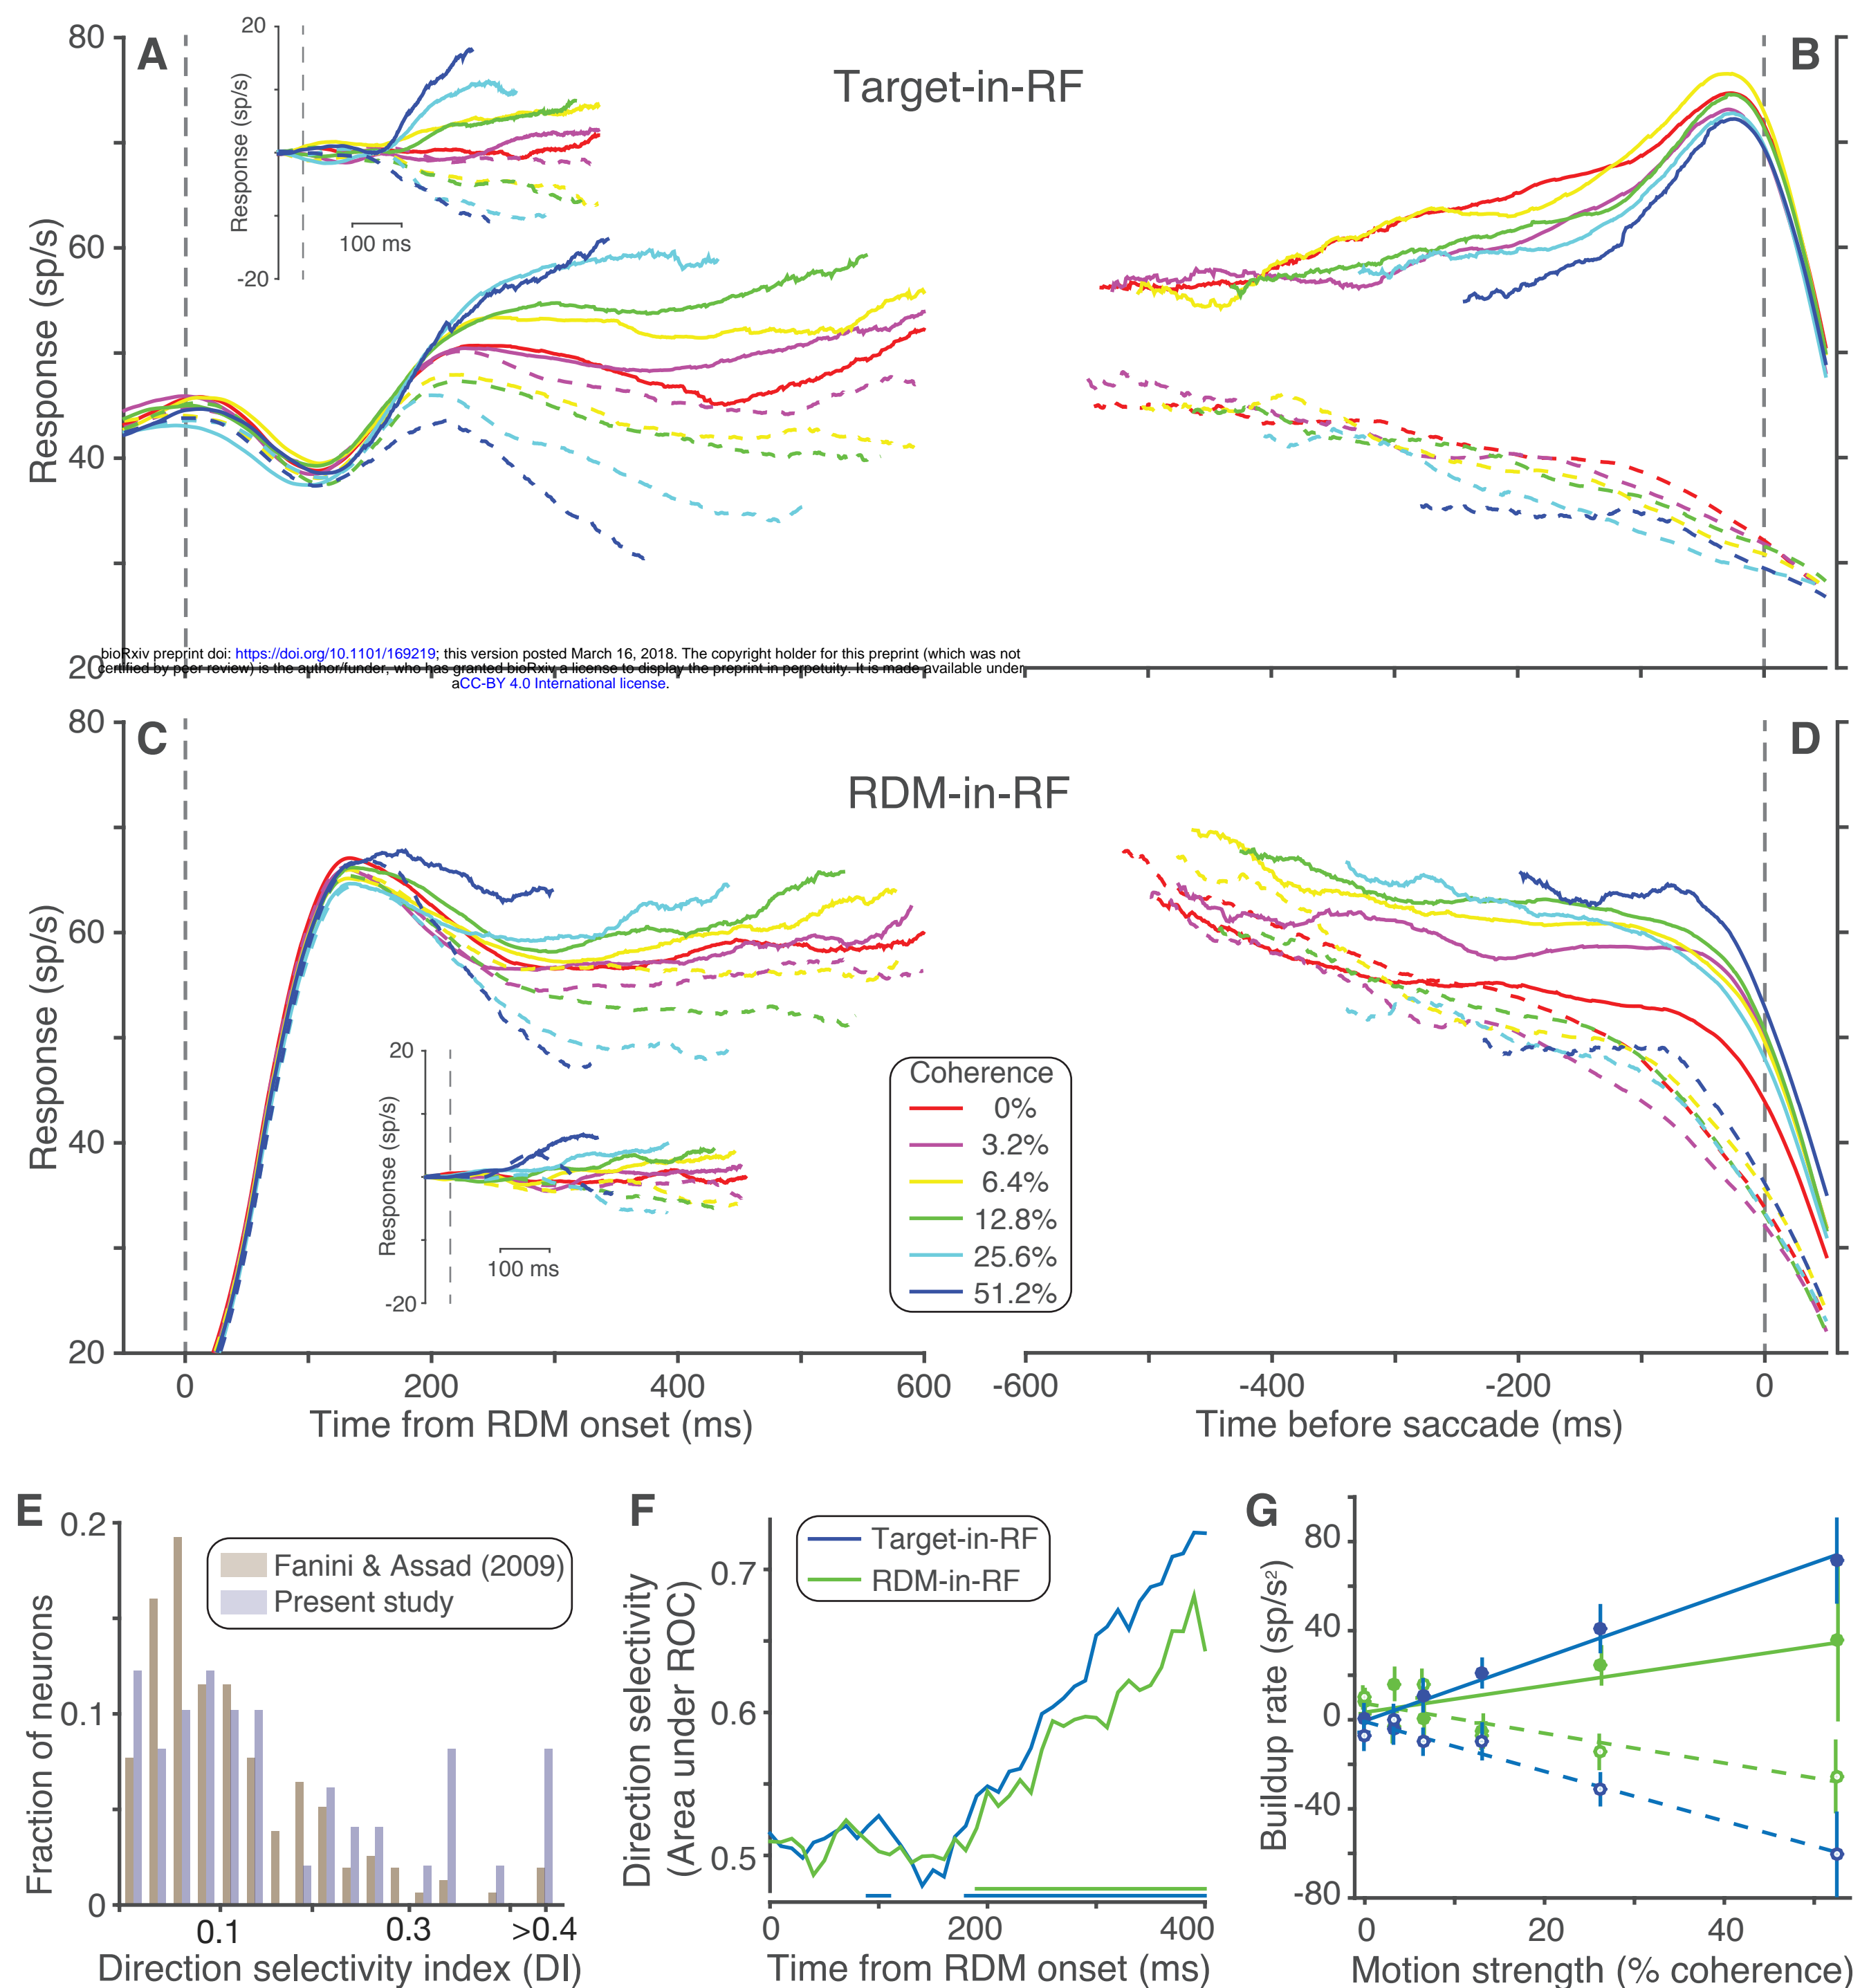 A
Target-in-RF
B
80
60
40
20
Response (sp/s)
20
-20
Response (sp/s)
100 ms
bioRxiv preprint doi: https://doi.org/10.1101/169219; this version posted March 16, 2018. The copyright holder for this preprint (which was not
certified by peer review) is the author/funder, who has granted bioRxiv a license to display the preprint in perpetuity. It is made available under
aCC-BY 4.0 International license.
C
RDM-in-RF
D
80
60
40
20
Response (sp/s)
20
-20
Response (sp/s)
100 ms
Coherence
0%
3.2%
6.4%
12.8%
25.6%
51.2%
0 200 400 600
Time from RDM onset (ms)
-600 -400 -200 0
Time before saccade (ms)
E
0.2
0.1
0
Fraction of neurons
Fanini & Assad (2009)
Present study
0.1 0.3 >0.4
Direction selectivity index (DI)
F
0.7
0.6
0.5
Direction selectivity
(Area under ROC)
Target-in-RF
RDM-in-RF
0 200 400
Time from RDM onset (ms)
G
80
40
0
-40
-80
Buildup rate (sp/s²)
0 20 40
Motion strength (% coherence)